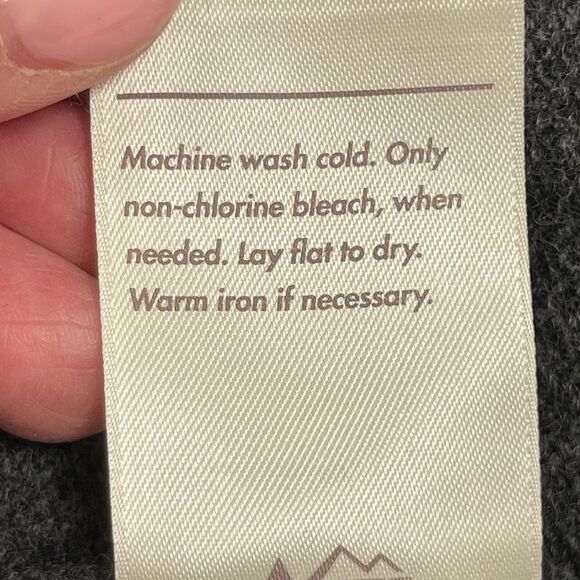 Machine wash cold. Only
non-chlorine bleach, when
needed. Lay flat to dry.
Warm iron if necessary.